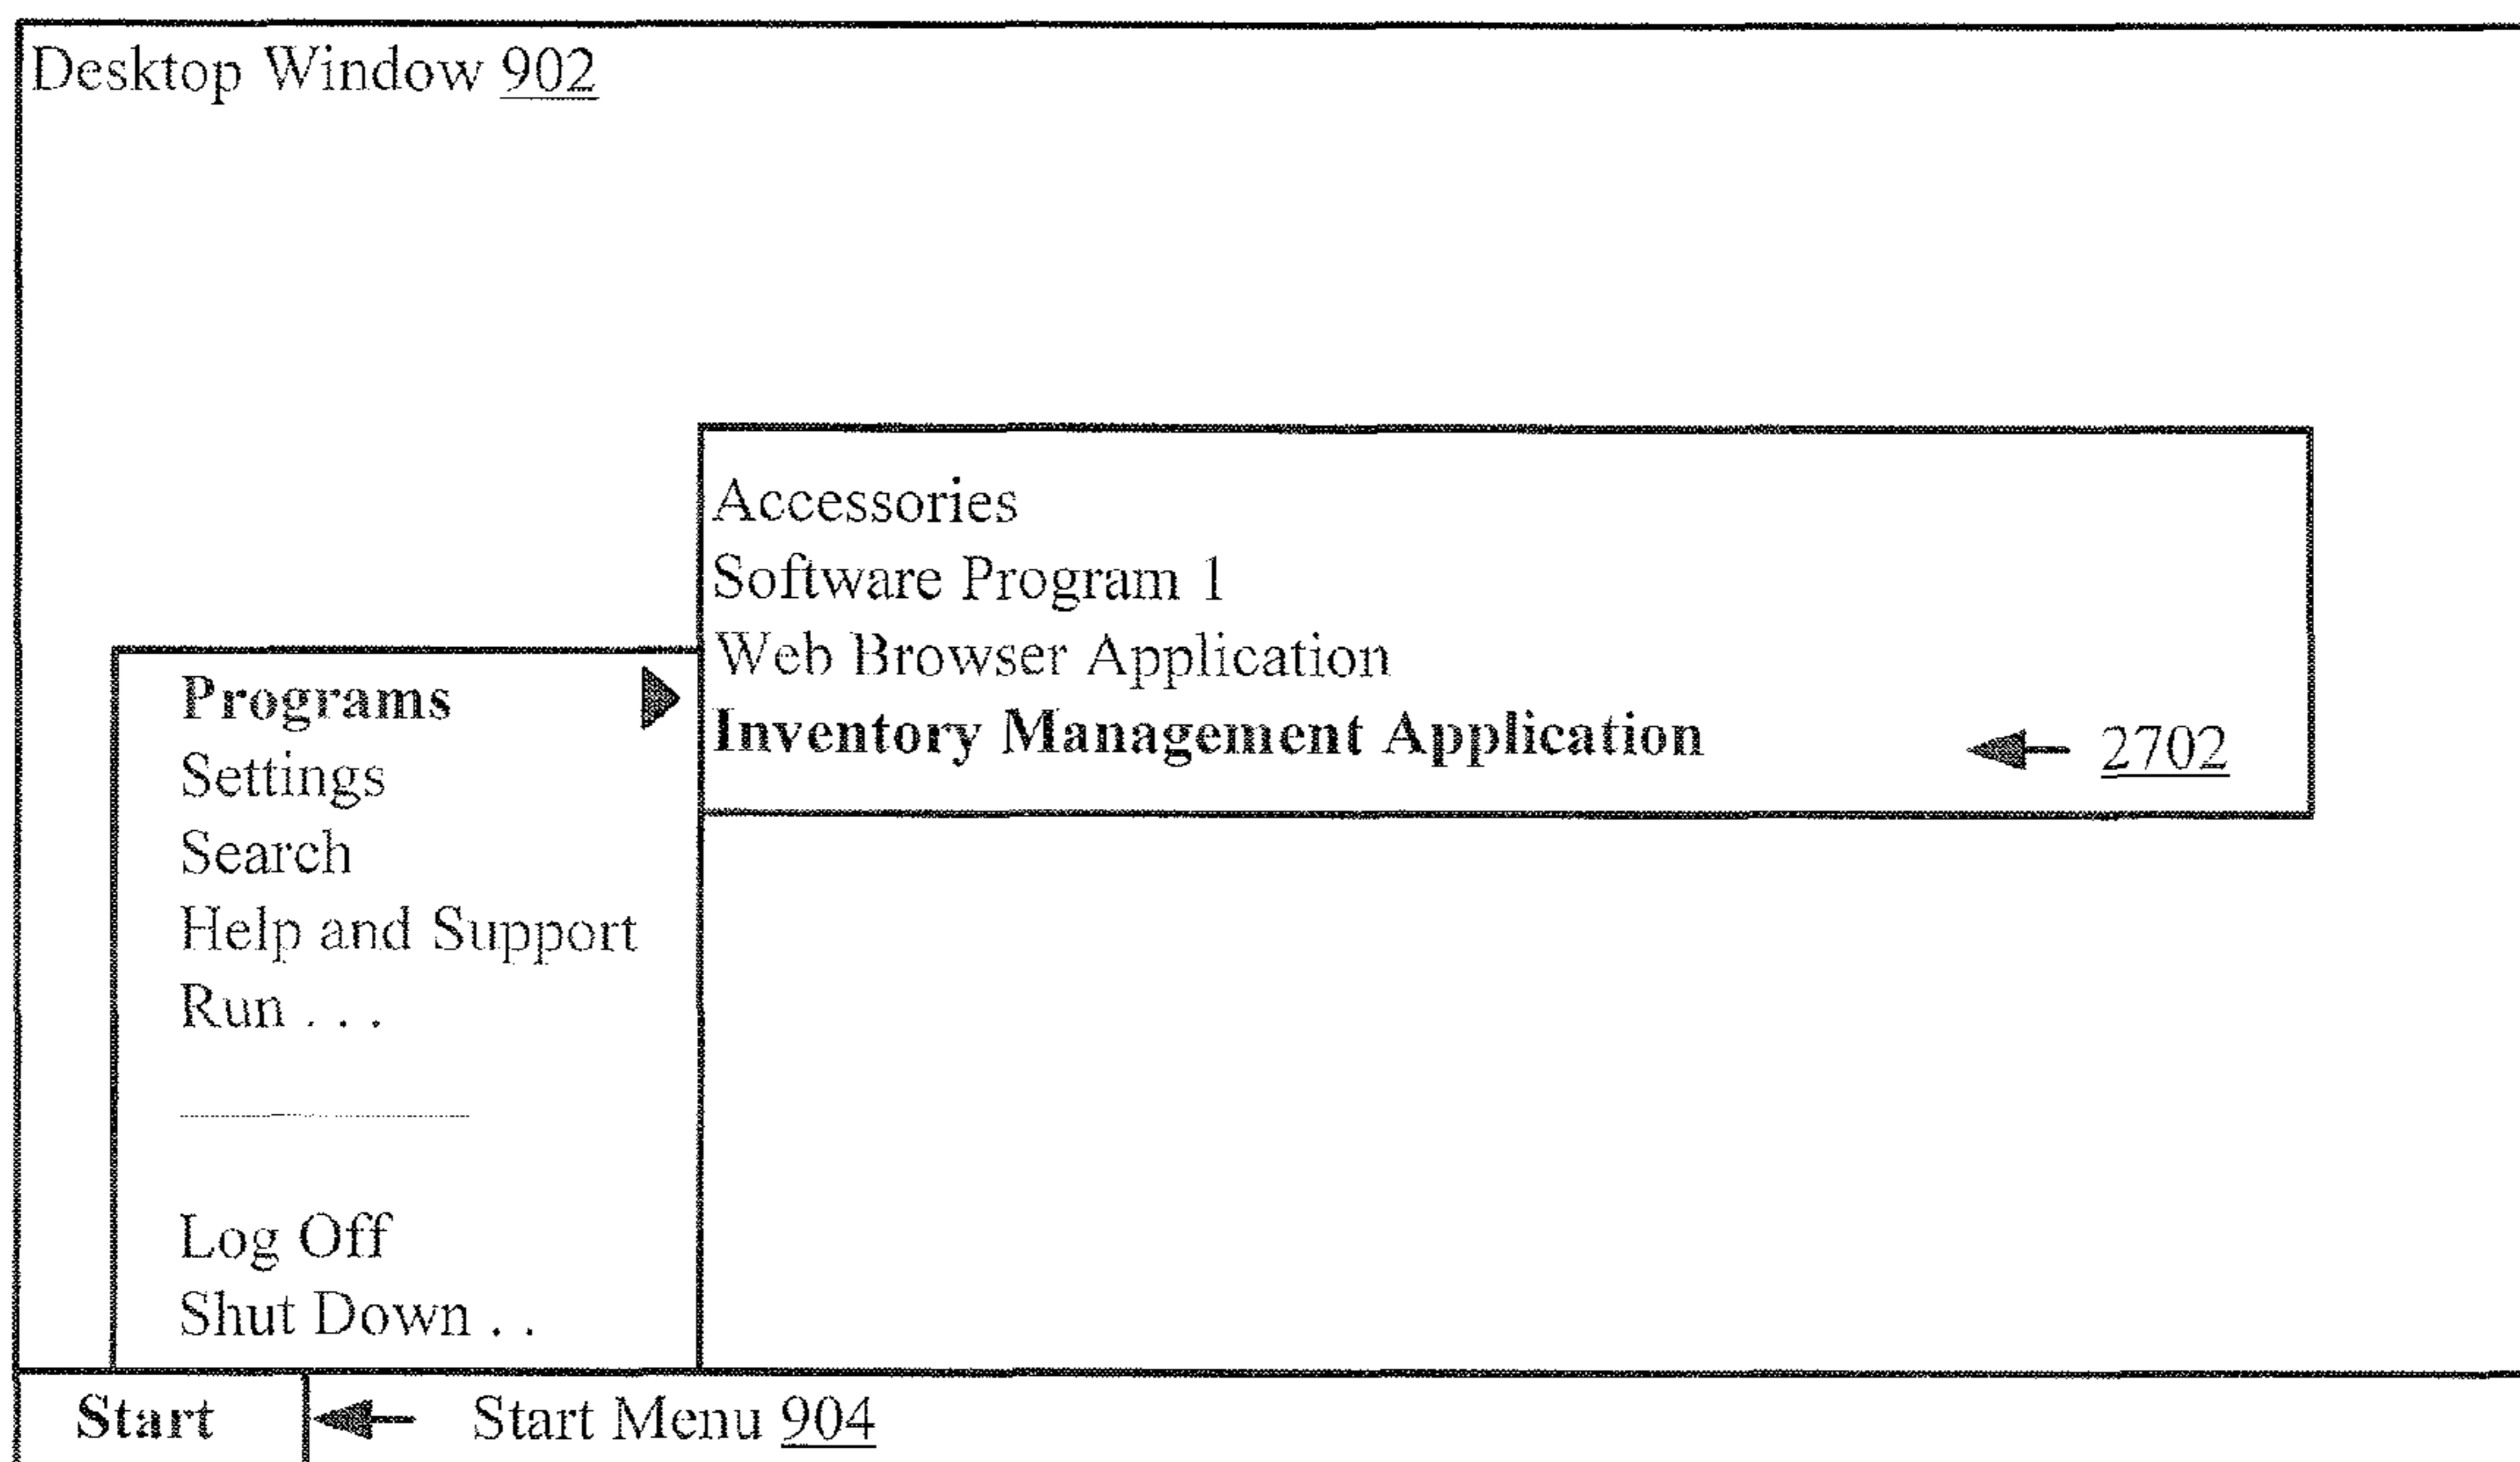 Desktop Window 902
Accessories
Software Program 1
Web Browser Application
Inventory Management Application 2702
Programs
Settings
Search
Help and Support
Run . . .
Log Off
Shut Down . .
Start
Start Menu 904